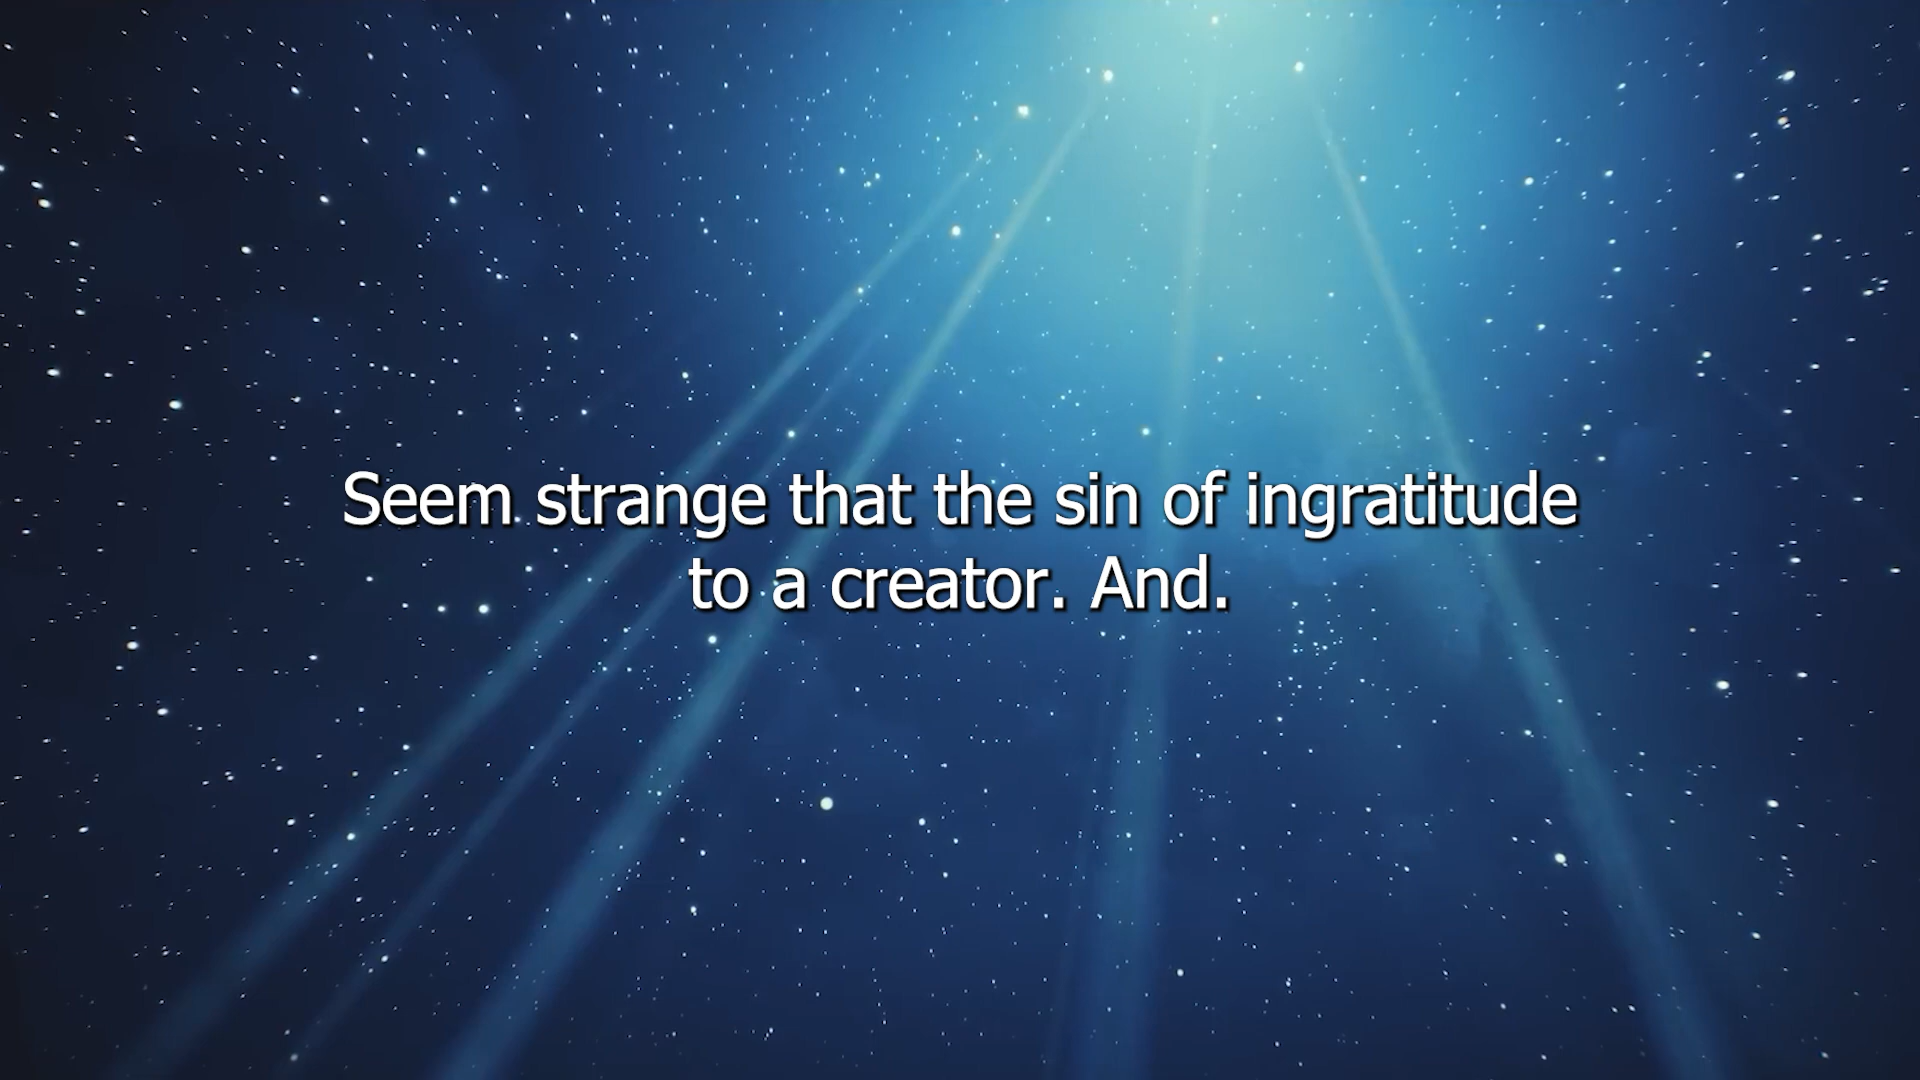 Seem strange that the sin of ingratitude
to a creator. And.